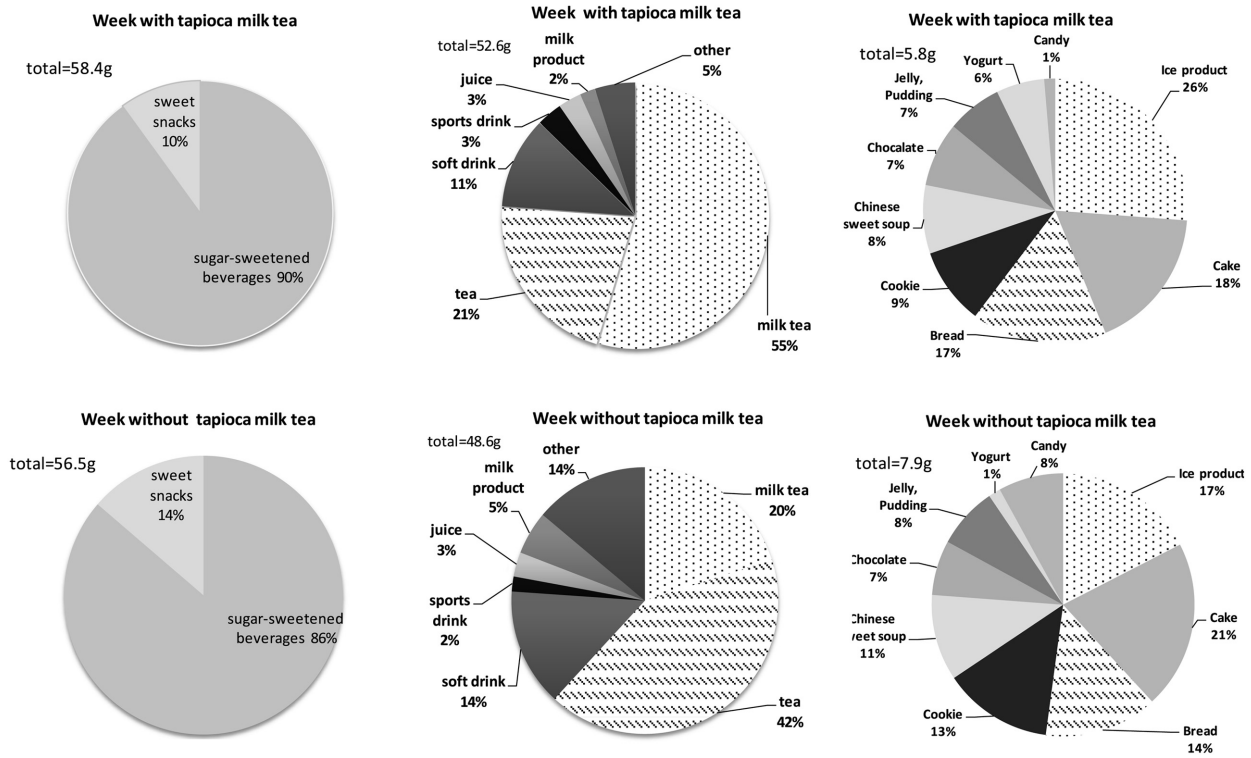 Week with tapioca milk tea
total=58.4g
sweet
snacks
10%
sugar-sweetened
beverages 90%
Week with tapioca milk tea
total=52.6g
milk
product
2%
other
5%
juice
3%
sports drink
3%
soft drink
11%
tea
21%
milk tea
55%
Week with tapioca milk tea
total=5.8g
Candy
1%
Yogurt
6%
Ice product
26%
Jelly,
Pudding
7%
Chocalate
7%
Chinese
sweet soup
8%
Cookie
9%
Bread
17%
Cake
18%
Week without tapioca milk tea
total=56.5g
sweet
snacks
14%
sugar-sweetened
beverages 86%
Week without tapioca milk tea
total=48.6g
other
14%
milk
product
5%
juice
3%
sports
drink
2%
soft drink
14%
milk tea
20%
tea
42%
Week without tapioca milk tea
total=7.9g
Candy
8%
Yogurt
1%
Ice product
17%
Jelly,
Pudding
8%
Chocolate
7%
Chinese
weet soup
11%
Cookie
13%
Bread
14%
Cake
21%